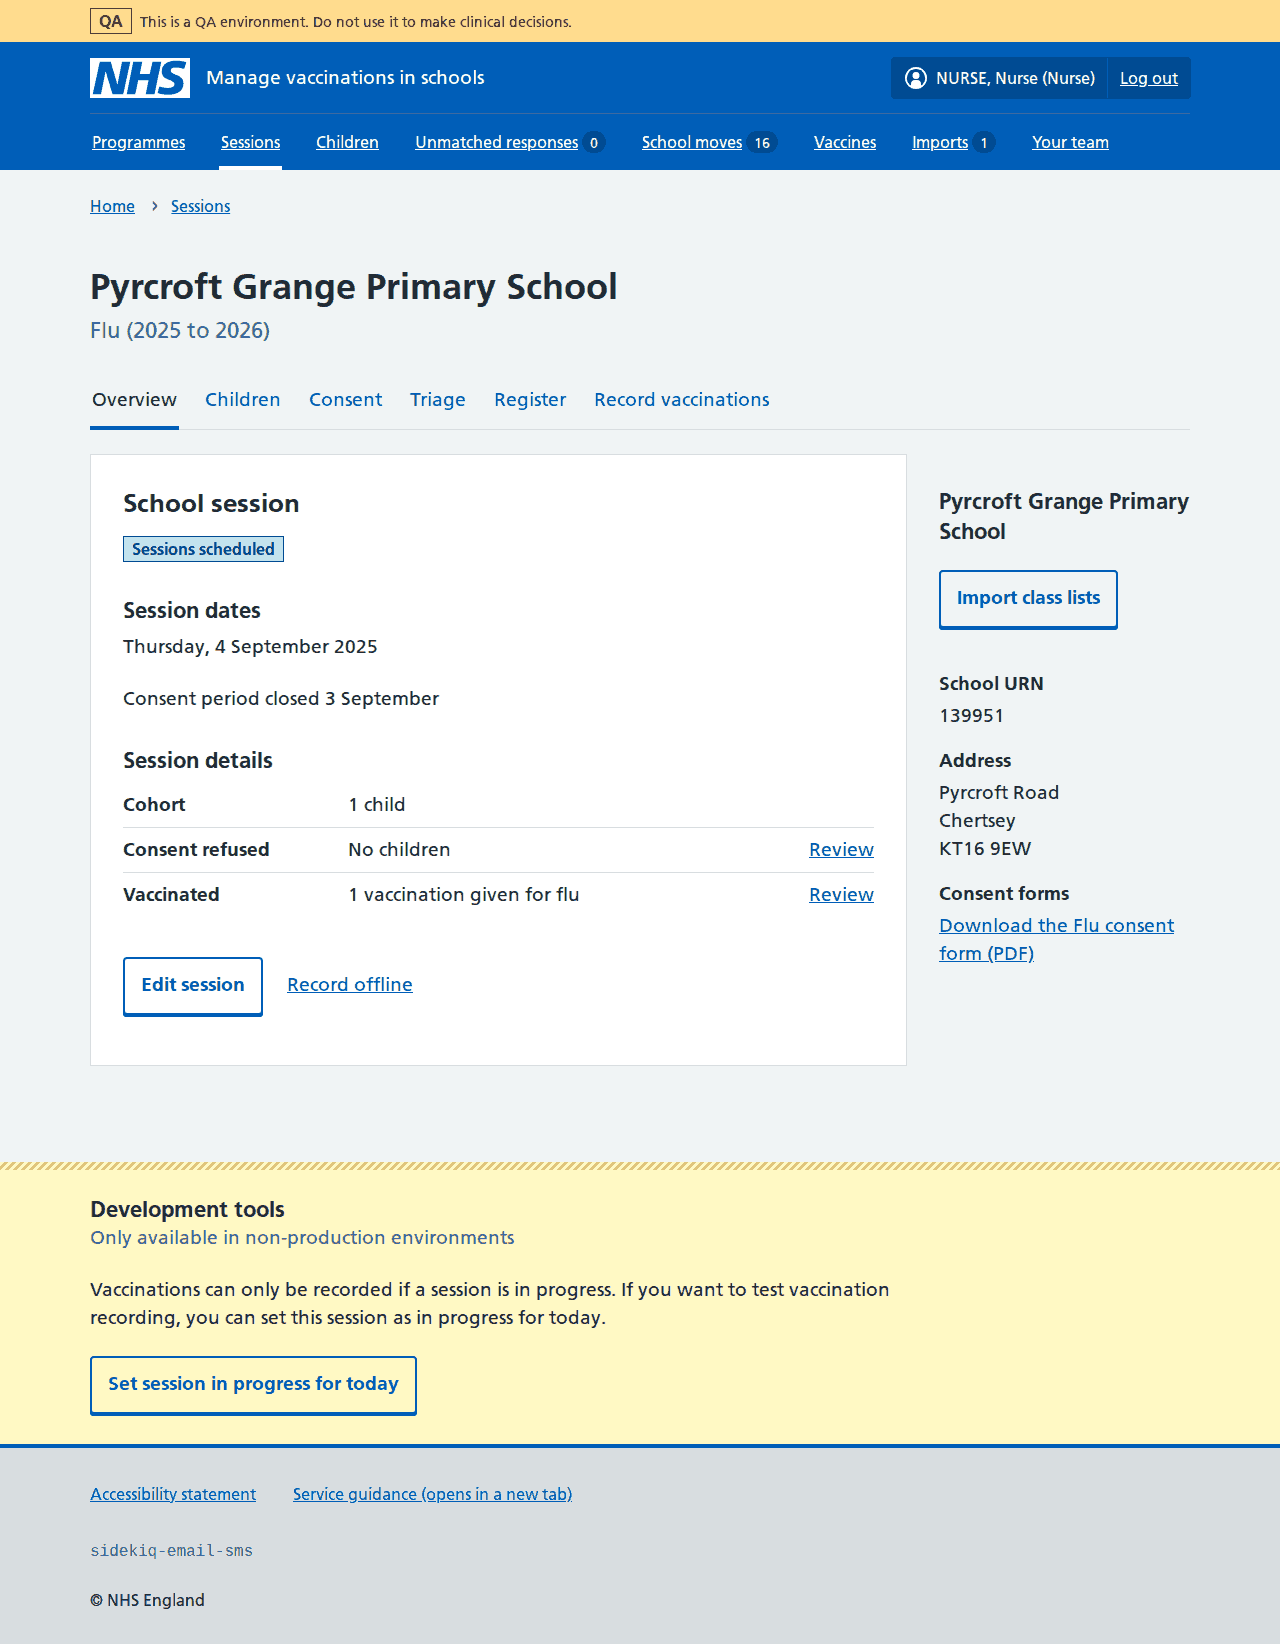 QA This is a QA environment. Do not use it to make clinical decisions.
NHS Manage vaccinations in schools NURSE, Nurse (Nurse) Log out
Programmes Sessions Children Unmatched responses 0 School moves 16 Vaccines Imports 1 Your team
Home › Sessions
Pyrcroft Grange Primary School
Flu (2025 to 2026)
Overview Children Consent Triage Register Record vaccinations
School session
Sessions scheduled
Session dates
Thursday, 4 September 2025
Consent period closed 3 September
Session details
Cohort 1 child
Consent refused No children Review
Vaccinated 1 vaccination given for flu Review
Edit session Record offline
Pyrcroft Grange Primary
School
Import class lists
School URN
139951
Address
Pyrcroft Road
Chertsey
KT16 9EW
Consent forms
Download the Flu consent
form (PDF)
Development tools
Only available in non-production environments
Vaccinations can only be recorded if a session is in progress. If you want to test vaccination
recording, you can set this session as in progress for today.
Set session in progress for today
Accessibility statement Service guidance (opens in a new tab)
sidekiq-email-sms
© NHS England